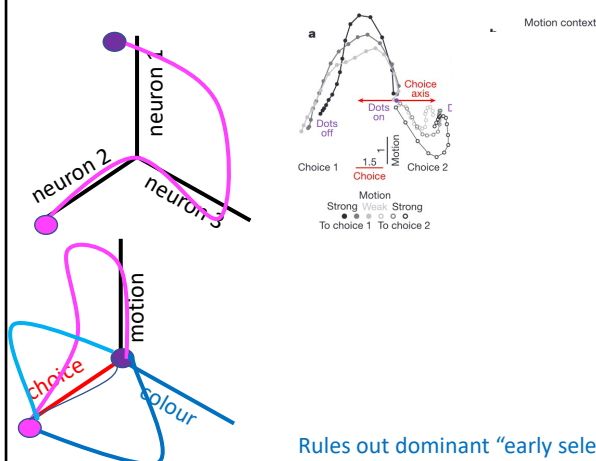 neuron 1
neuron 2
neuron 3
motion
choice
colour
a
Motion context
Choice
axis
Dots
on
D
Dots
off
1
Motion
1.5
Choice
Choice 1
Choice 2
Motion
Strong Weak Strong
To choice 1 To choice 2
Rules out dominant “early sele